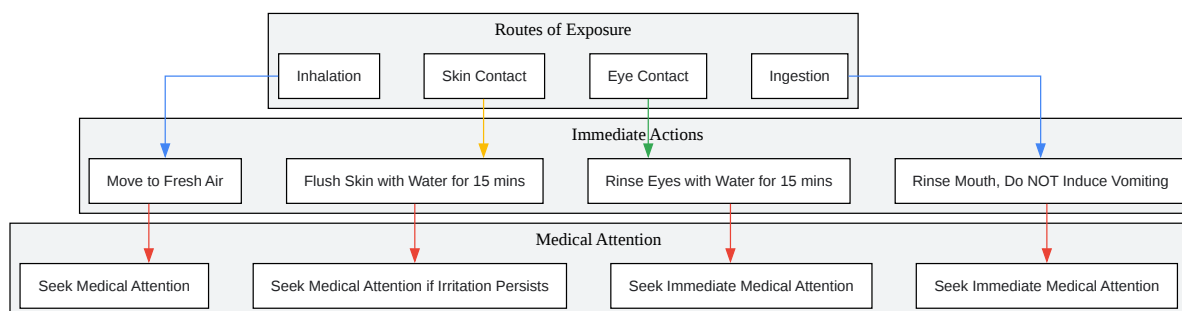 Routes of Exposure
Inhalation
Skin Contact
Eye Contact
Ingestion
Immediate Actions
Move to Fresh Air
Flush Skin with Water for 15 mins
Rinse Eyes with Water for 15 mins
Rinse Mouth, Do NOT Induce Vomiting
Medical Attention
Seek Medical Attention
Seek Medical Attention if Irritation Persists
Seek Immediate Medical Attention
Seek Immediate Medical Attention